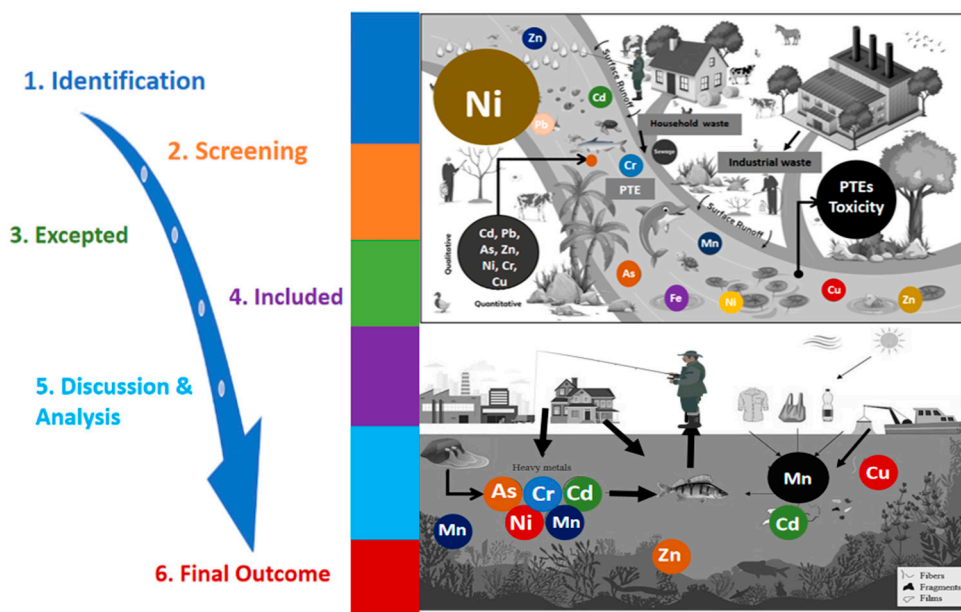 1. Identification
2. Screening
3. Excepted
4. Included
5. Discussion &
Analysis
6. Final Outcome
Zn
Ni
Cd
Pb
Surface Runoff
Household waste
Sewage
Cr
PTE
Industrial waste
PTEs
Toxicity
Qualitative
Cd, Pb,
As, Zn,
Ni, Cr,
Cu
Quantitative
Surface Runoff
Mn
As
Fe
Ni
Cu
Zn
Heavy metals
As
Cr
Cd
Ni
Mn
Mn
Zn
Mn
Cd
Cu
Fibers
Fragments
Films